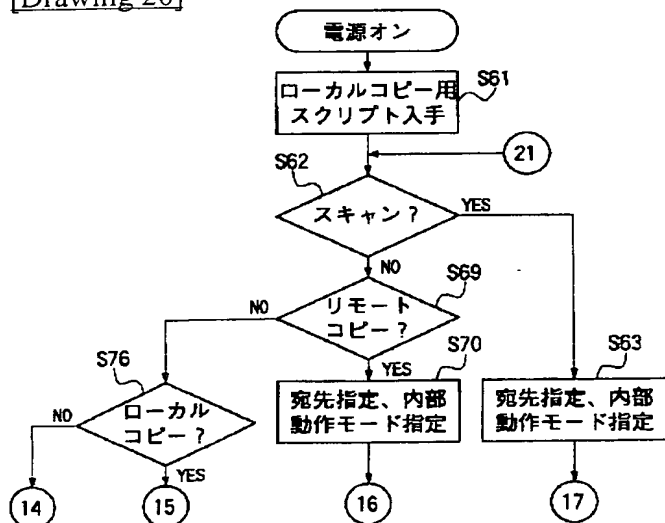 [Drawing 20]
電源オン
S61
ローカルコピー用
スクリプト入手
21
S62
スキャン？
YES
NO
S69
リモート
コピー？
NO
YES
S76
S70
S63
ローカル
コピー？
NO
YES
宛先指定、内部
動作モード指定
宛先指定、内部
動作モード指定
14
15
16
17